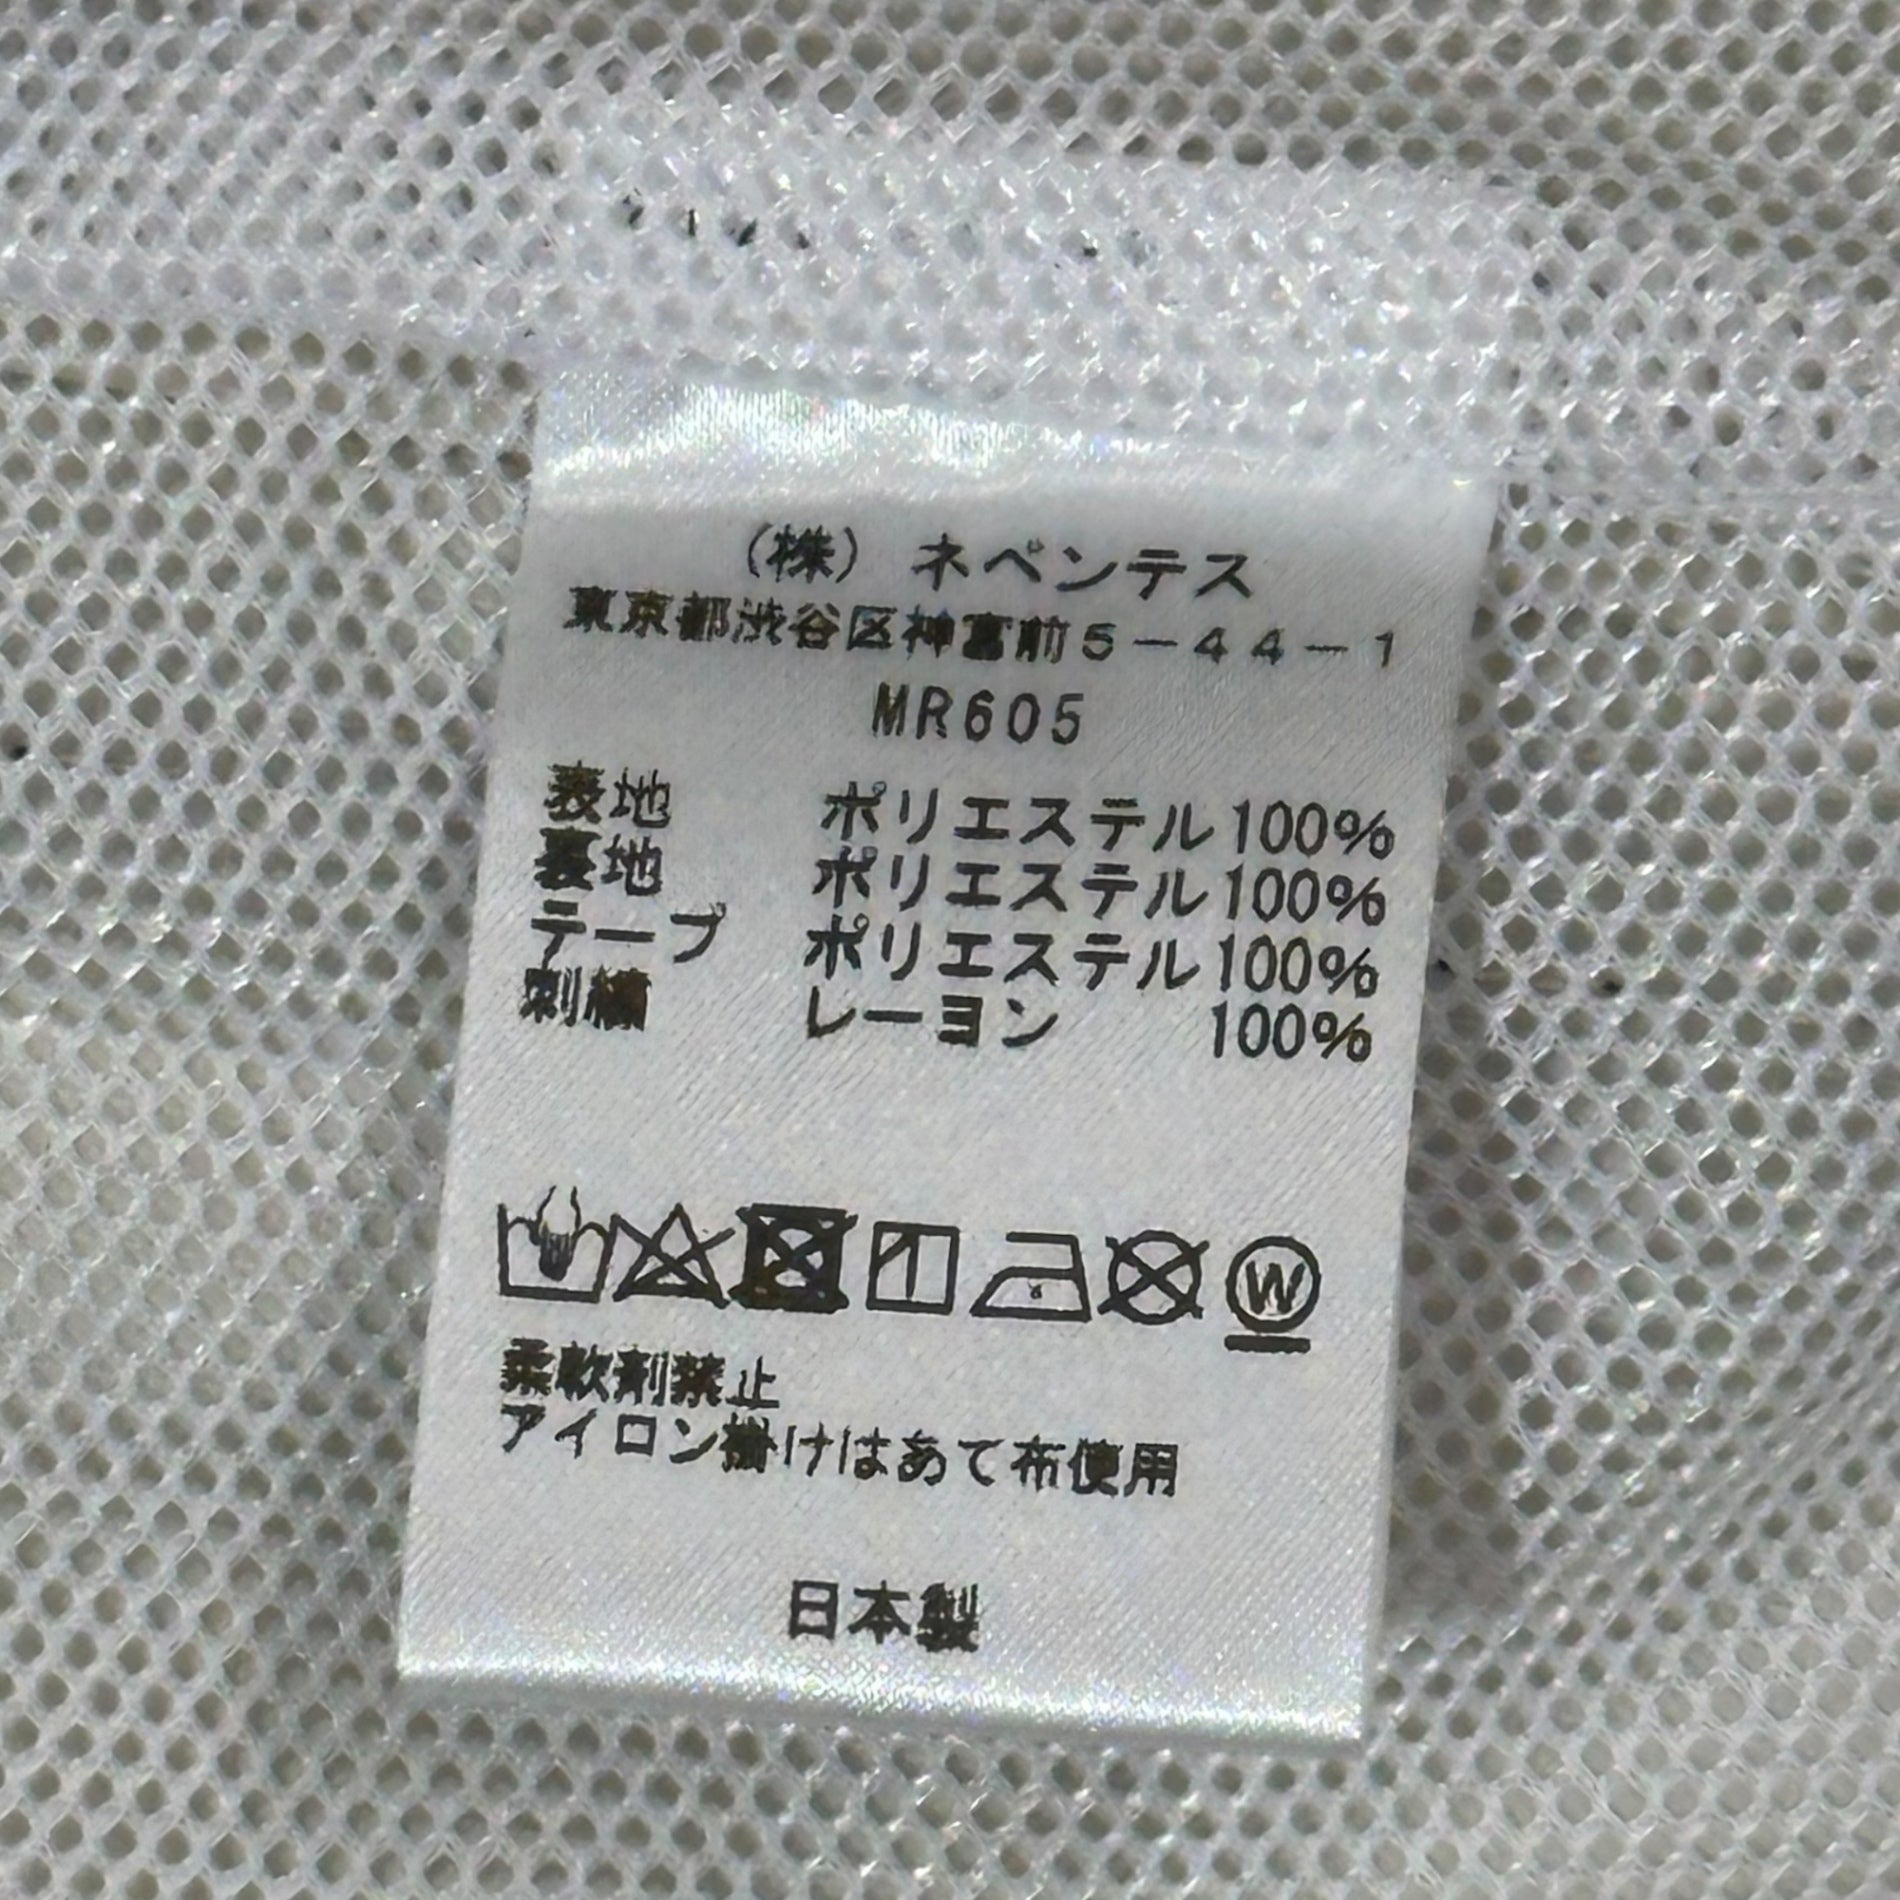 （株）ネペンテス
東京都渋谷区神宮前5－44－1
MR605
表地 ポリエステル100%
裏地 ポリエステル100%
テープ ポリエステル100%
刺繍 レーヨン 100%
W
柔軟剤禁止
アイロン掛けはあて布使用
日本製